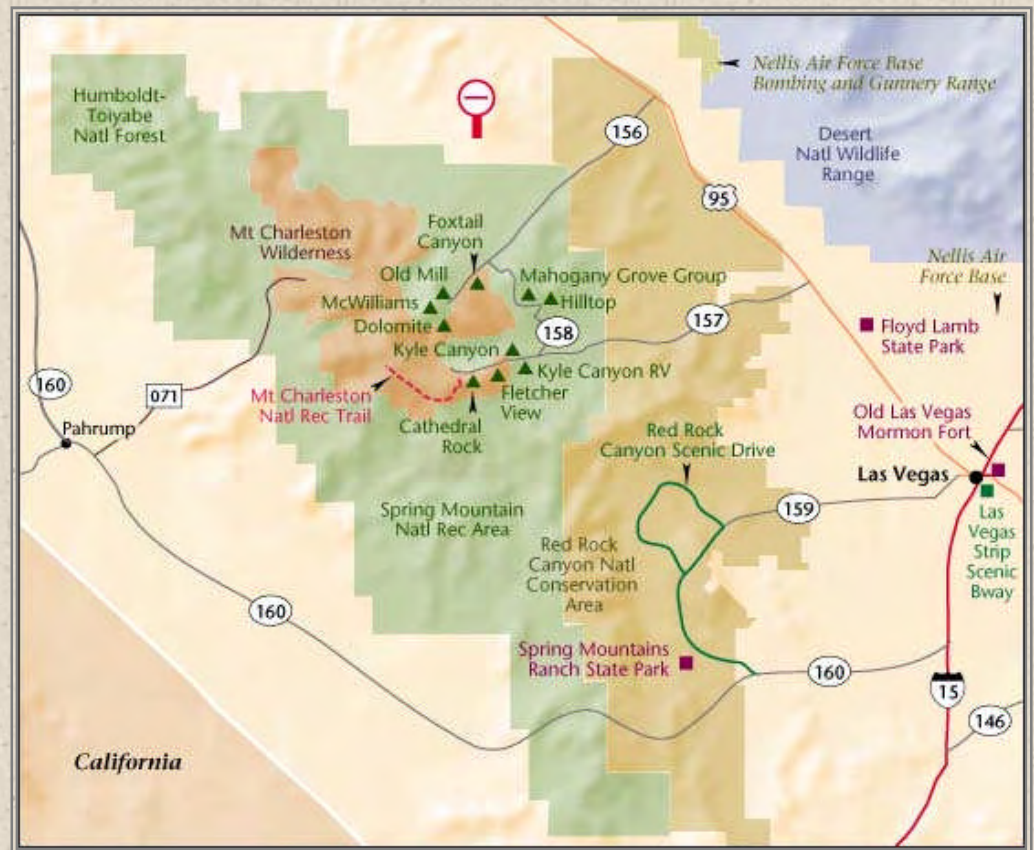 Nellis Air Force Base
Bombing and Gunnery Range
Humboldt-
Toiyabe
Natl Forest
156
Desert
Natl Wildlife
Range
95
Mt Charleston
Wilderness
Foxtail
Canyon
Nellis Air
Force Base
Old Mill
Mahogany Grove Group
McWilliams
Hilltop
Dolomite
158
157
Floyd Lamb
State Park
Kyle Canyon
Kyle Canyon RV
160
071
Mt Charleston
Natl Rec Trail
Fletcher
View
Cathedral
Rock
Pahrump
Red Rock
Canyon Scenic Drive
Old Las Vegas
Mormon Fort
Las Vegas
159
Las
Vegas
Strip
Scenic
Bway
Spring Mountain
Natl Rec Area
Red Rock
Canyon Natl
Conservation
Area
160
Spring Mountains
Ranch State Park
160
15
146
California